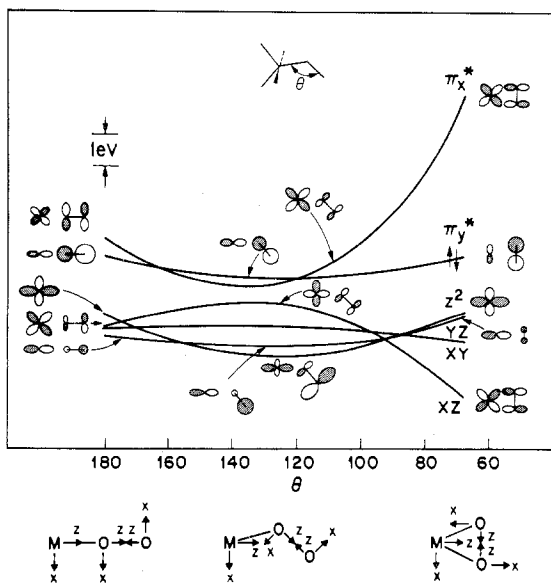 θ
πx*
1eV
πy*
z²
YZ
XY
XZ
180 160 140 120 100 80 60
θ
M z O z z O x x x
M z x O z z O x
M z x O x z z O x